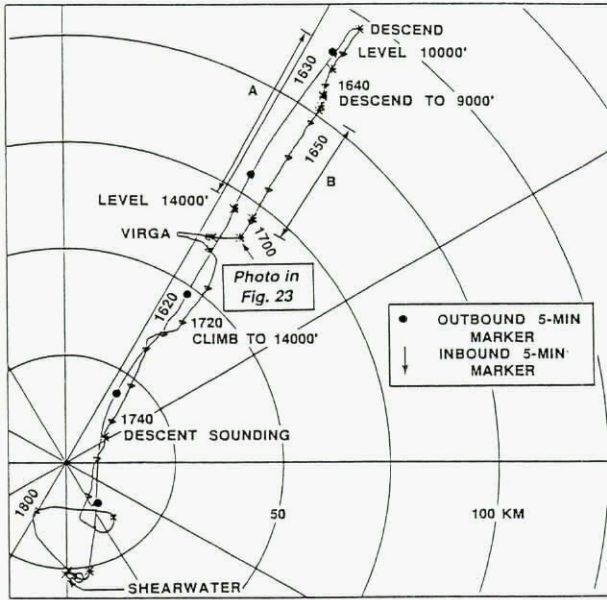 DESCEND
LEVEL 10000'
1630
A
1640
DESCEND TO 9000'
1650
B
LEVEL 14000'
VIRGA
1700
Photo in
Fig. 23
1620
1720
CLIMB TO 14000'
● OUTBOUND 5-MIN
MARKER
INBOUND 5-MIN
MARKER
1740
DESCENT SOUNDING
1800
50
100 KM
SHEARWATER